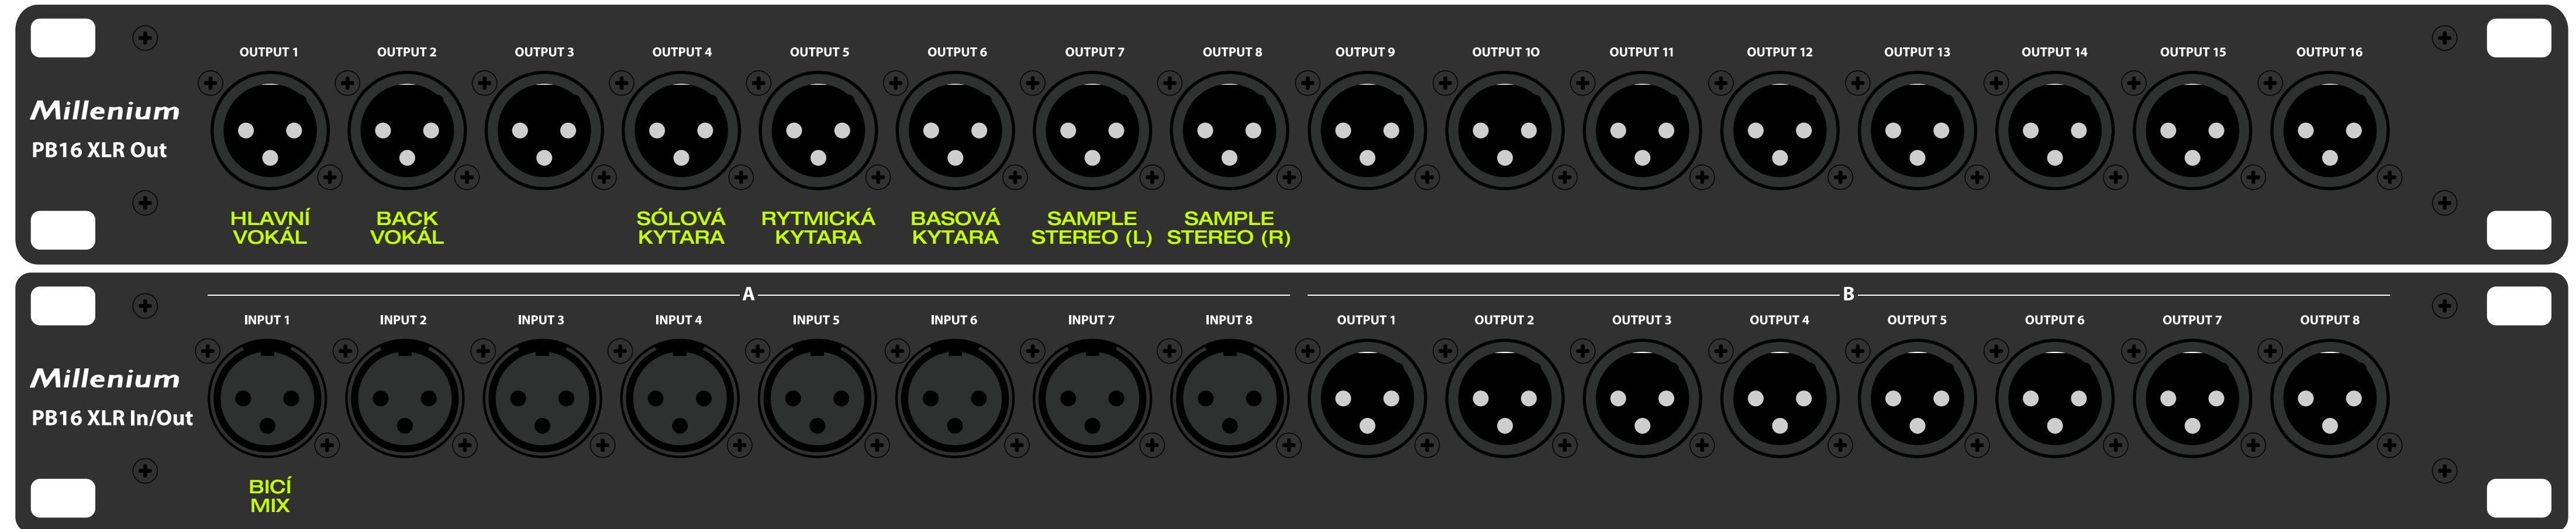 OUTPUT 1 OUTPUT 2 OUTPUT 3 OUTPUT 4 OUTPUT 5 OUTPUT 6 OUTPUT 7 OUTPUT 8 OUTPUT 9 OUTPUT 10 OUTPUT 11 OUTPUT 12 OUTPUT 13 OUTPUT 14 OUTPUT 15 OUTPUT 16
Millenium
PB16 XLR Out
HLAVNÍ
VOKÁL
BACK
VOKÁL
SÓLOVÁ
KYTARA
RYTMICKÁ
KYTARA
BASOVÁ
KYTARA
SAMPLE
STEREO (L)
SAMPLE
STEREO (R)
A
B
INPUT 1 INPUT 2 INPUT 3 INPUT 4 INPUT 5 INPUT 6 INPUT 7 INPUT 8 OUTPUT 1 OUTPUT 2 OUTPUT 3 OUTPUT 4 OUTPUT 5 OUTPUT 6 OUTPUT 7 OUTPUT 8
Millenium
PB16 XLR In/Out
BICÍ
MIX